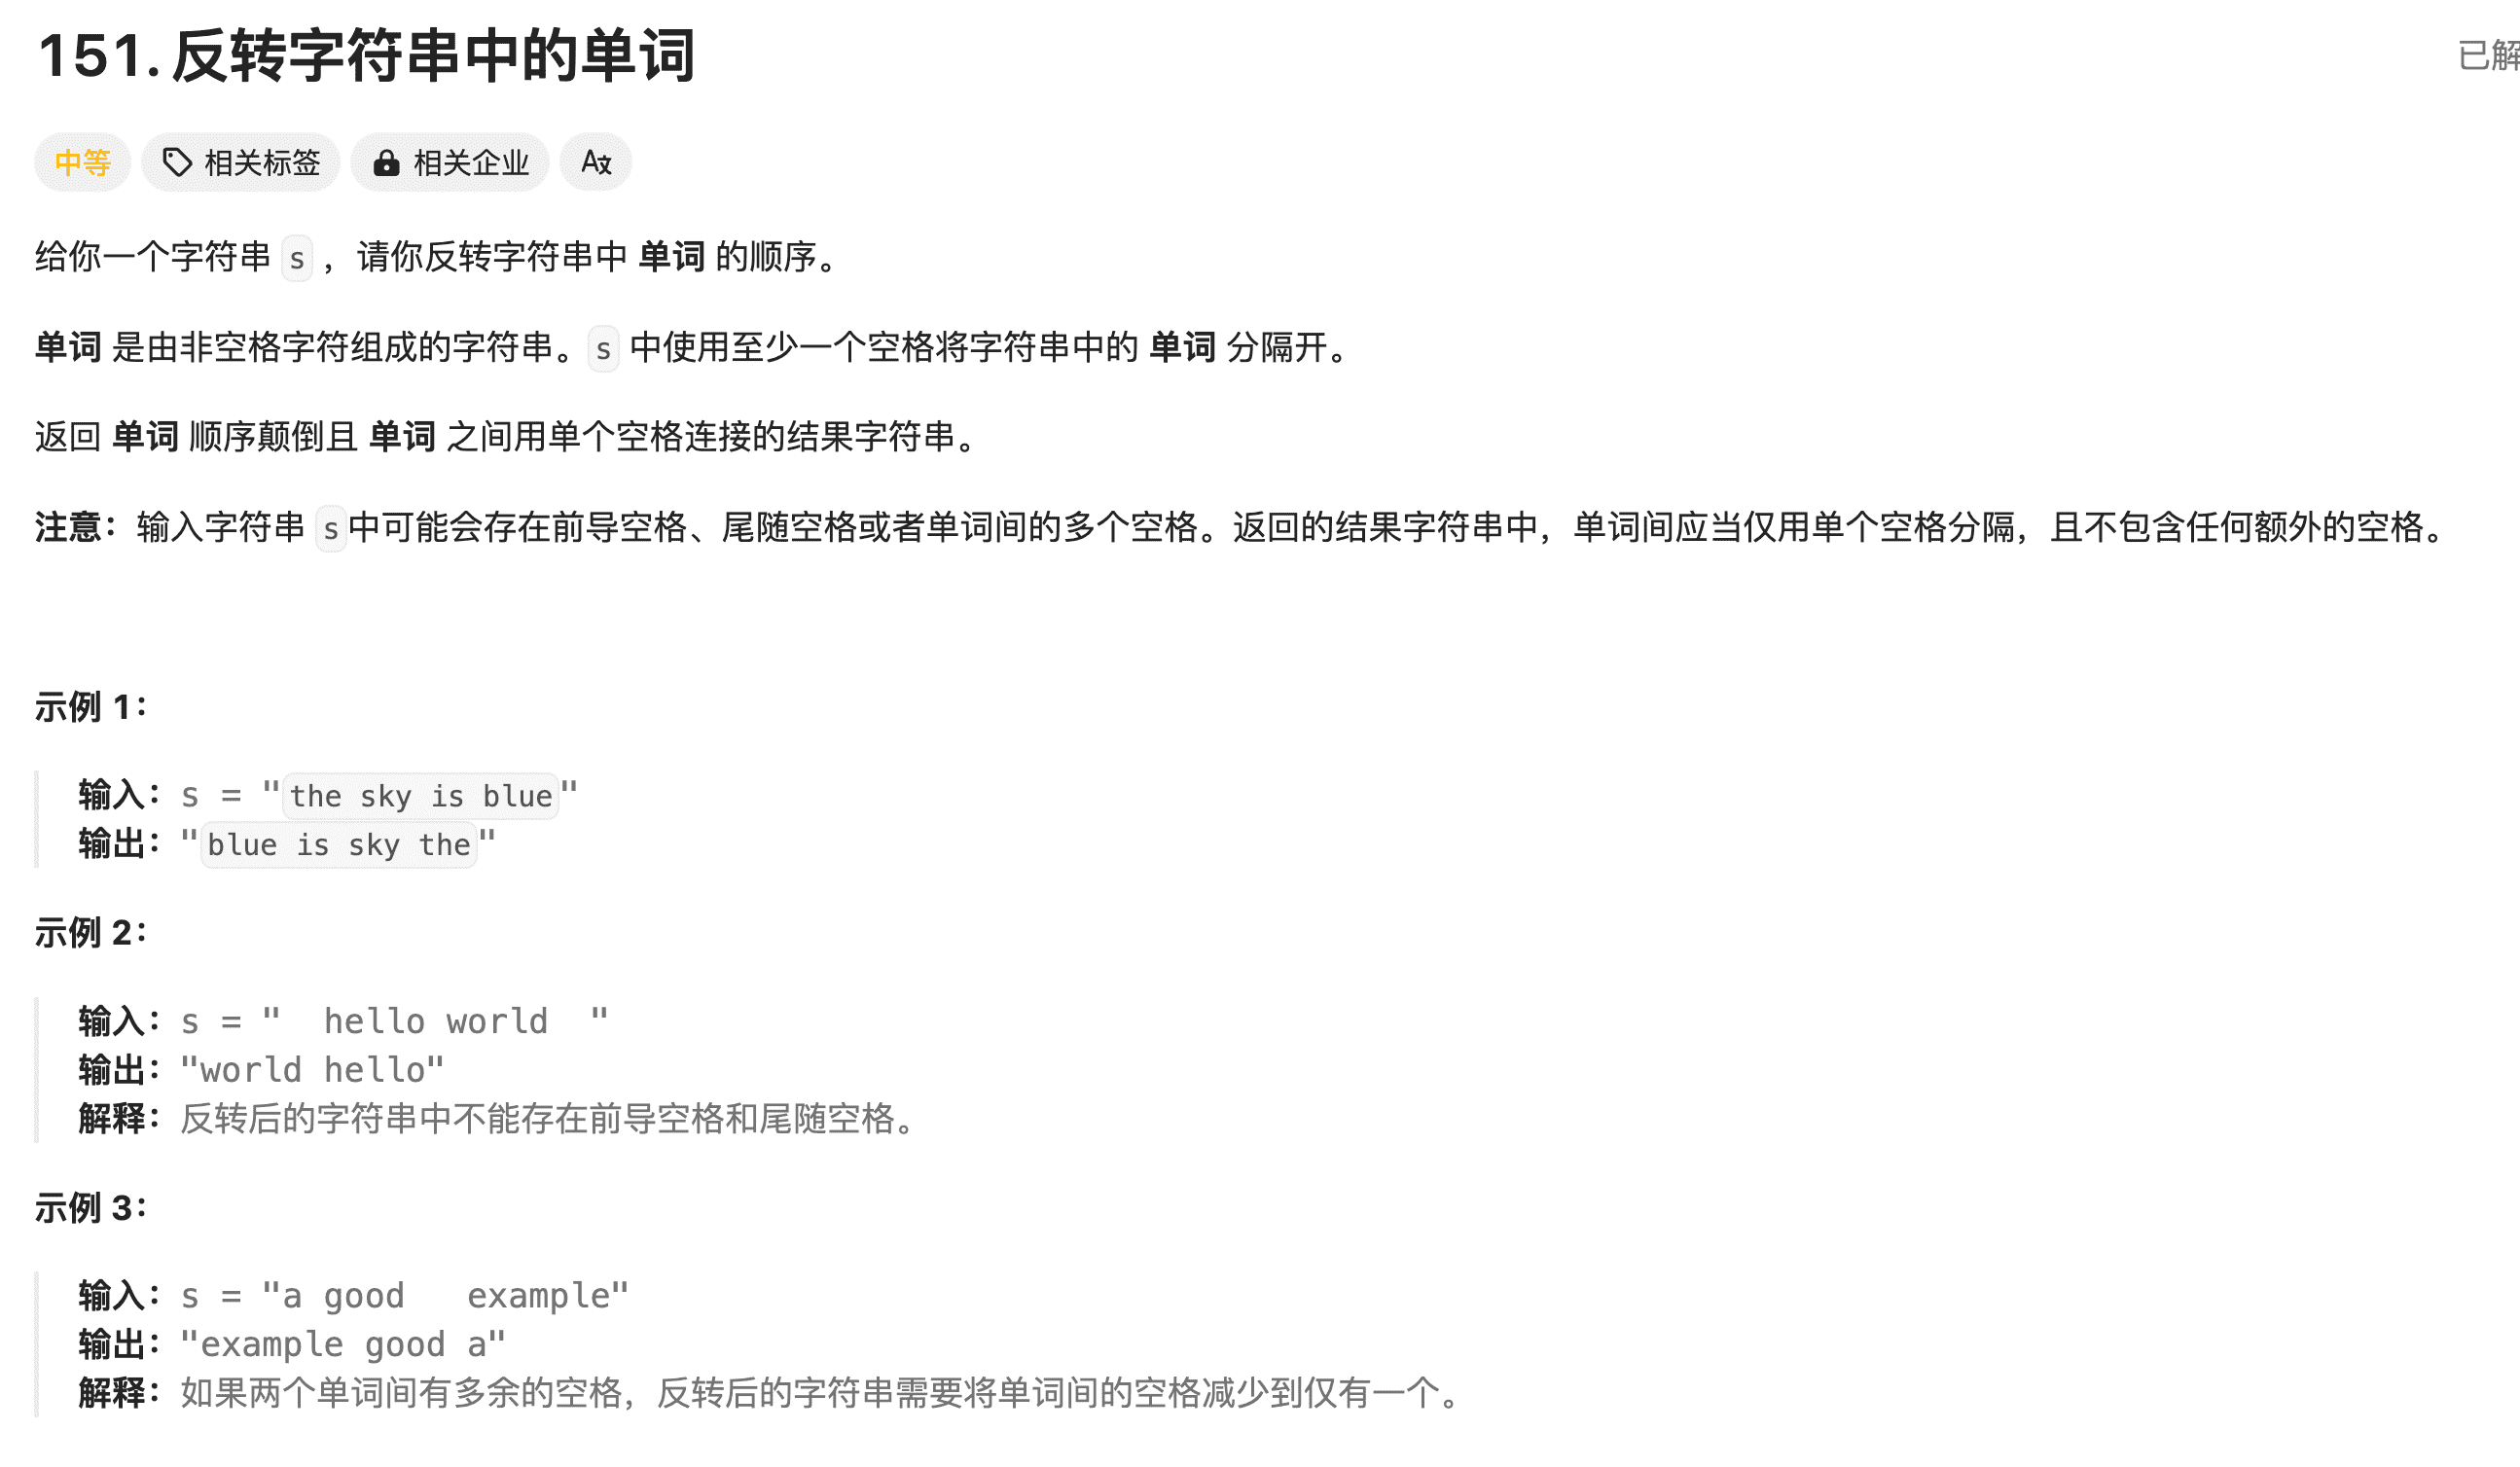 151. 反转字符串中的单词
已解
中等 相关标签 相关企业 Aあ
给你一个字符串 s ，请你反转字符串中 单词 的顺序。
单词 是由非空格字符组成的字符串。s 中使用至少一个空格将字符串中的 单词 分隔开。
返回 单词 顺序颠倒且 单词 之间用单个空格连接的结果字符串。
注意：输入字符串 s中可能会存在前导空格、尾随空格或者单词间的多个空格。返回的结果字符串中，单词间应当仅用单个空格分隔，且不包含任何额外的空格。
示例 1：
输入：s = "the sky is blue"
输出："blue is sky the"
示例 2：
输入：s = "  hello world  "
输出："world hello"
解释：反转后的字符串中不能存在前导空格和尾随空格。
示例 3：
输入：s = "a good   example"
输出："example good a"
解释：如果两个单词间有多余的空格，反转后的字符串需要将单词间的空格减少到仅有一个。